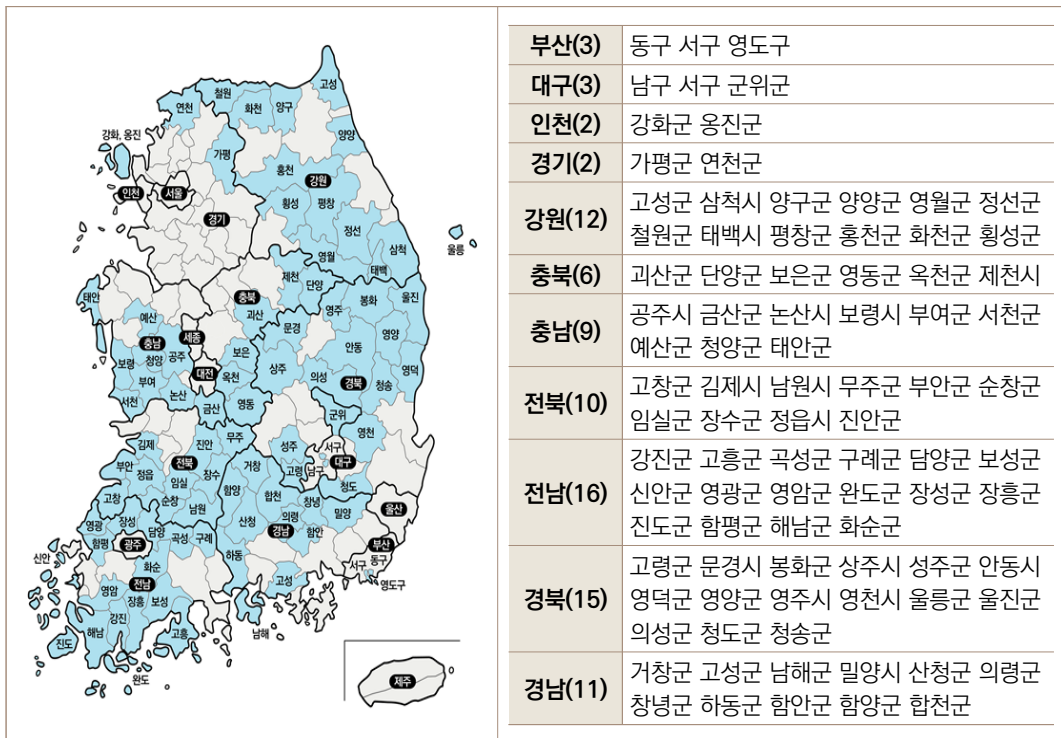 고성
철원
연천
화천
양구
강화, 옹진
양양
가평
홍천
강원
인천
서울
횡성
평창
경기
정선
울릉
삼척
영월
태백
제천
단양
태안
충북
봉화
울진
예산
괴산
영주
문경
세종
영양
충남
보은
안동
보령
청양
공주
대전
상주
영덕
옥천
의성
경북
청송
부여
서천
논산
금산
영동
군위
무주
영천
김제
진안
서구
성주
전북
대구
부안
정읍
거창
고령
남구
임실
장수
청도
함양
고창
순창
합천
창녕
남원
울산
영광
장성
산청
의령
밀양
담양
곡성
구례
경남
함안
함평
광주
부산
하동
동구
신안
화순
서구
영도구
전남
고성
영암
장흥
보성
강진
해남
고흥
남해
진도
완도
제주
부산(3) 동구 서구 영도구
대구(3) 남구 서구 군위군
인천(2) 강화군 옹진군
경기(2) 가평군 연천군
강원(12) 고성군 삼척시 양구군 양양군 영월군 정선군
철원군 태백시 평창군 홍천군 화천군 횡성군
충북(6) 괴산군 단양군 보은군 영동군 옥천군 제천시
충남(9) 공주시 금산군 논산시 보령시 부여군 서천군
예산군 청양군 태안군
전북(10) 고창군 김제시 남원시 무주군 부안군 순창군
임실군 장수군 정읍시 진안군
전남(16) 강진군 고흥군 곡성군 구례군 담양군 보성군
신안군 영광군 영암군 완도군 장성군 장흥군
진도군 함평군 해남군 화순군
경북(15) 고령군 문경시 봉화군 상주시 성주군 안동시
영덕군 영양군 영주시 영천시 울릉군 울진군
의성군 청도군 청송군
경남(11) 거창군 고성군 남해군 밀양시 산청군 의령군
창녕군 하동군 함안군 함양군 합천군